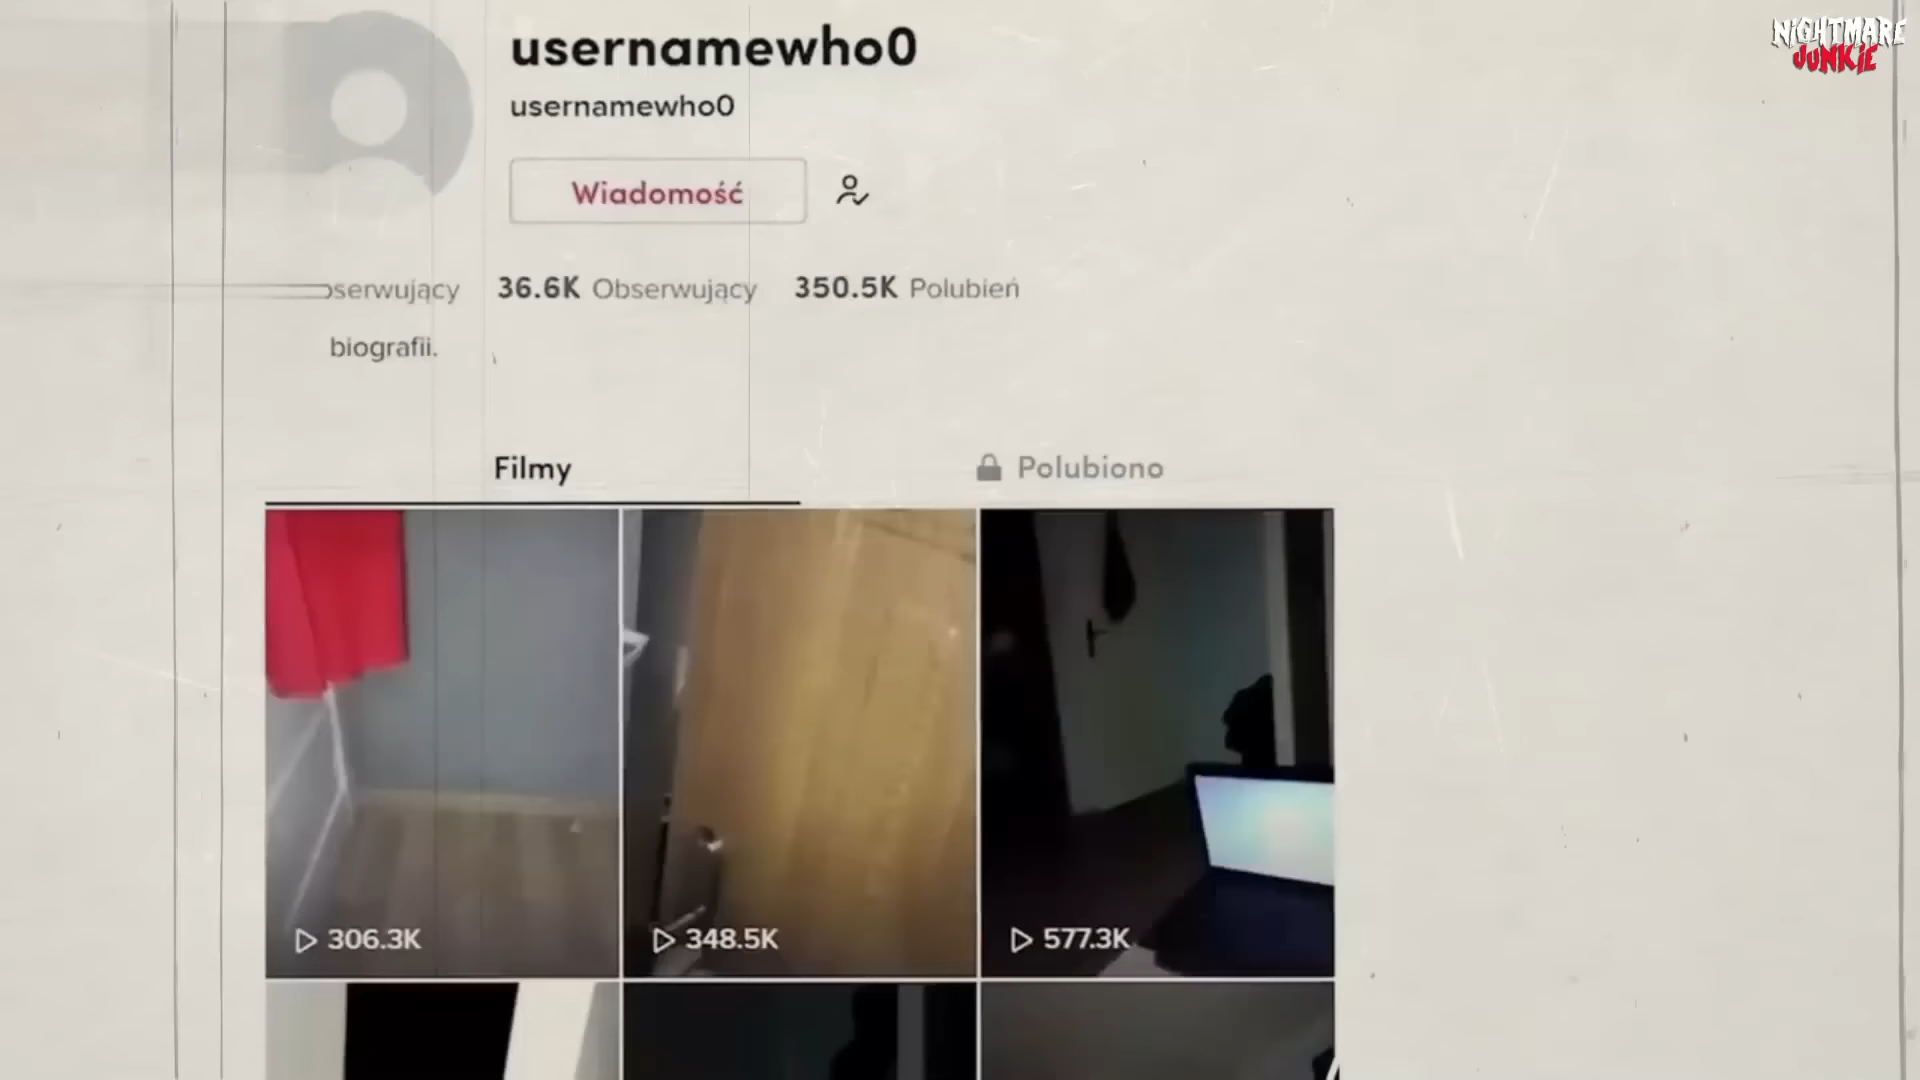 NIGHTMARE
JUNKIE
usernamewho0
usernamewho0
Wiadomość
serwujący 36.6K Obserwujący 350.5K Polubień
biografii.
Filmy Polubiono
306.3K 348.5K 577.3K